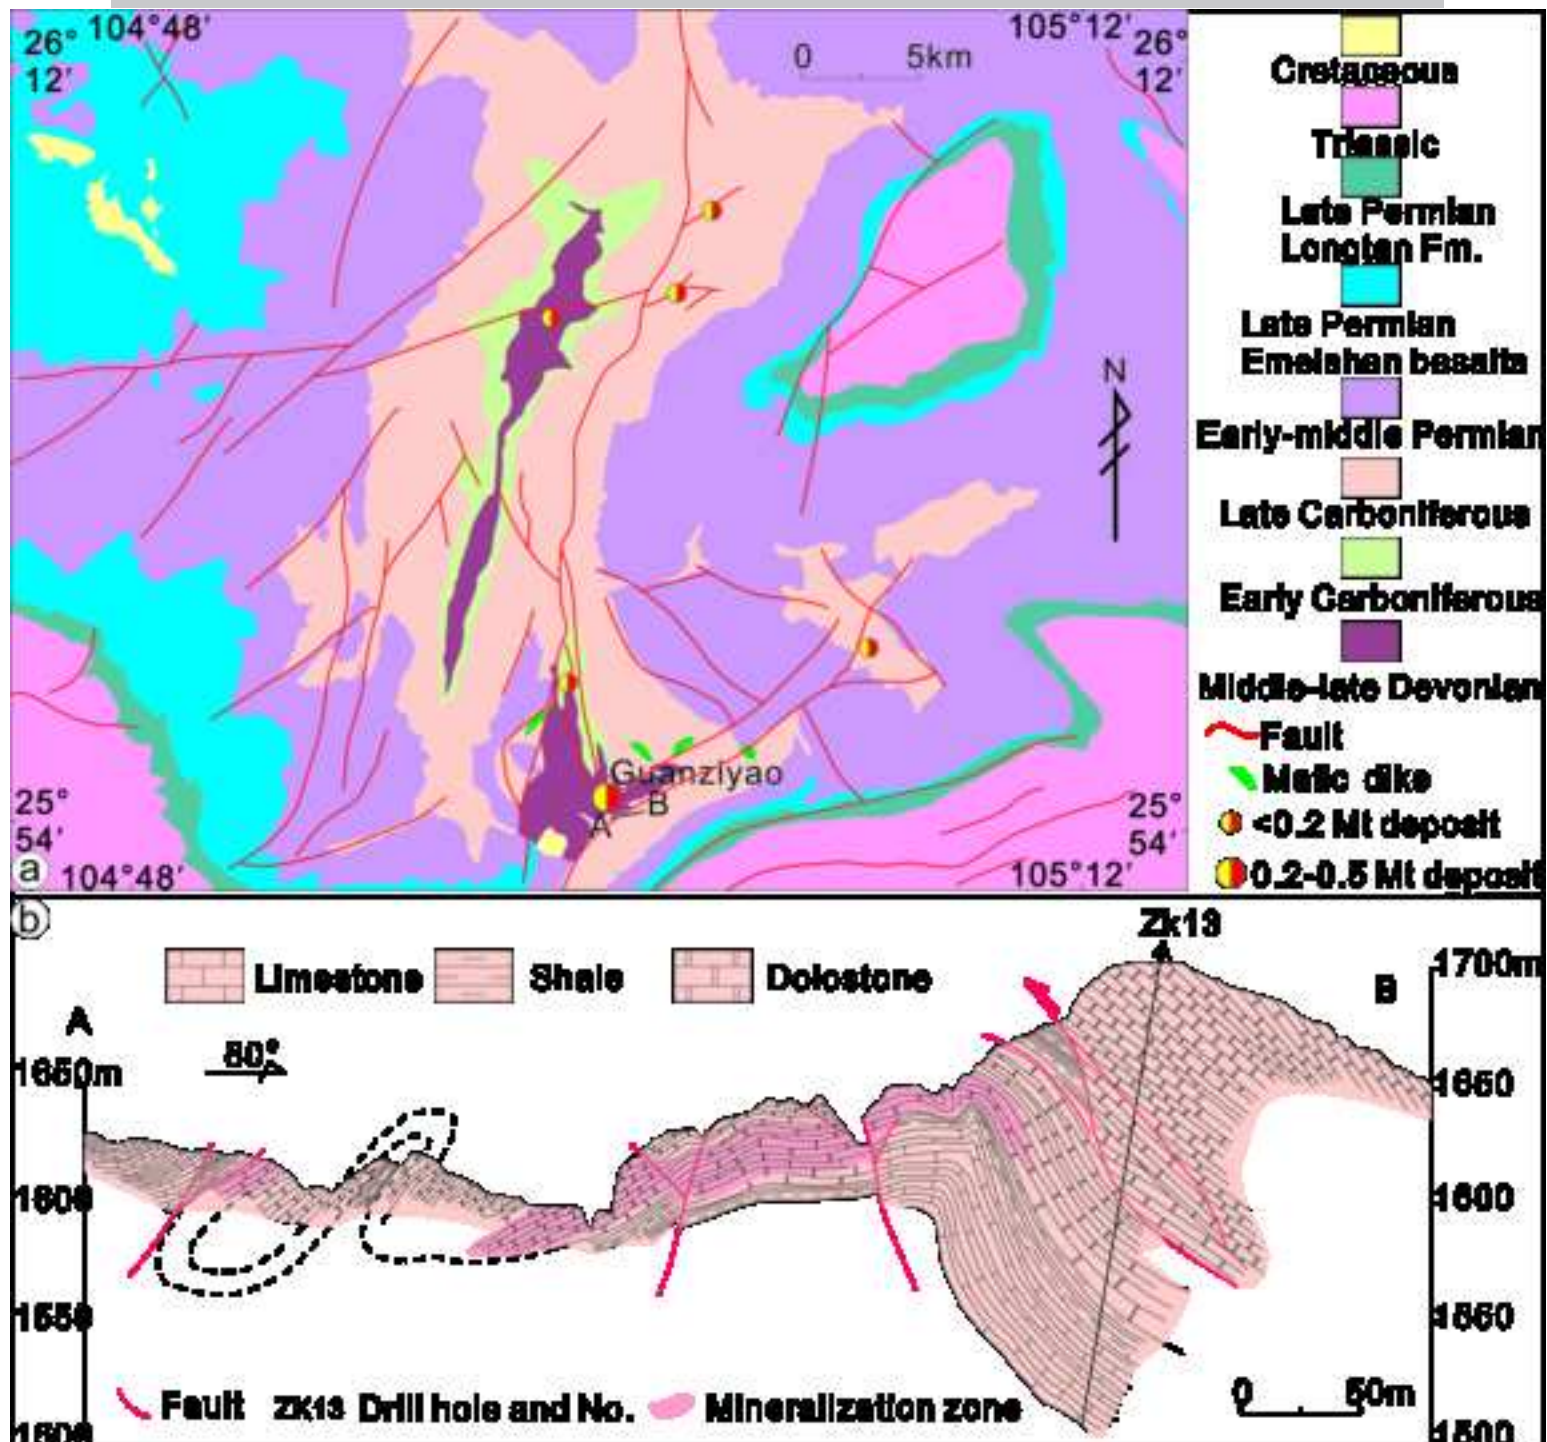 104°48′
105°12′
26°
12′
26°
12′
0 5km
N
Guanziyao
B
A
25°
54′
25°
54′
a
104°48′
105°12′
Cretaceous
Triassic
Late Permian
Longtan Fm.
Late Permian
Emeishan basalts
Early-middle Permian
Late Carboniferous
Early Carboniferous
Middle-late Devonian
Fault
Mafic dike
<0.2 Mt deposit
0.2-0.5 Mt deposit
b
Zk13
Limestone
Shale
Dolostone
1700m
A
B
80°
1650m
1650
1600
1600
1550
1550
Fault
ZK13 Drill hole and No.
Mineralization zone
0 50m
1500
1500